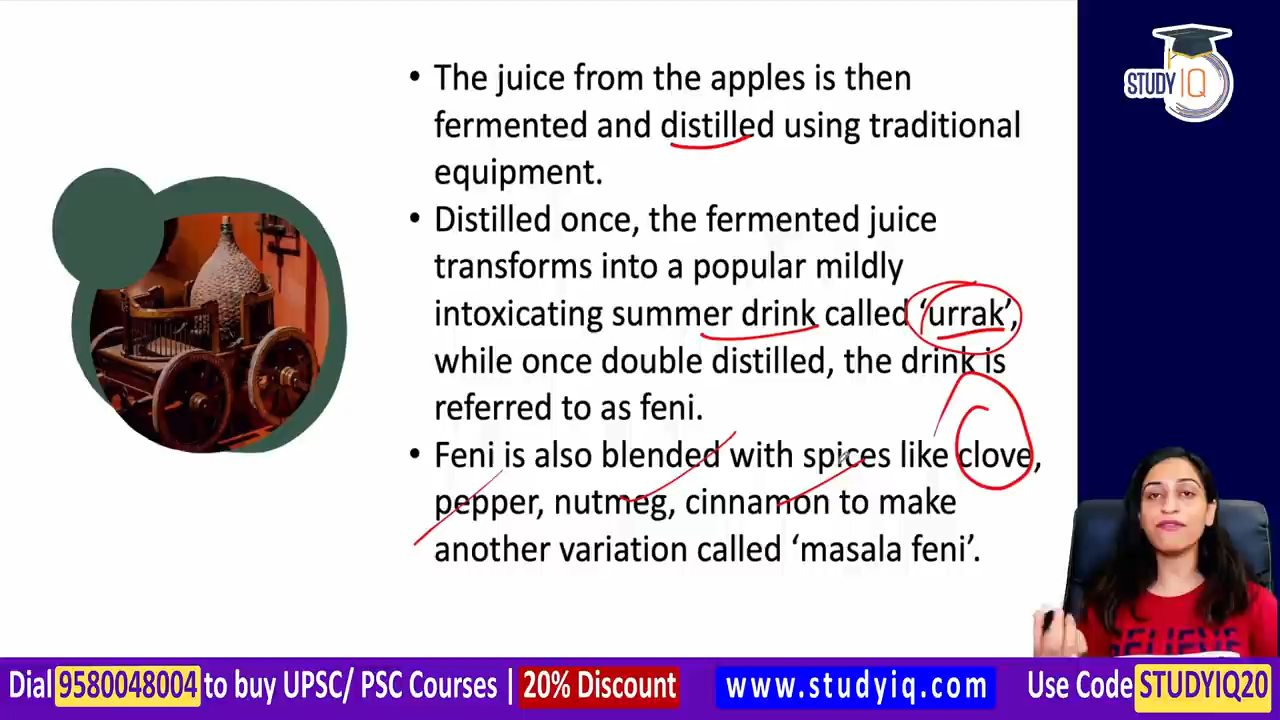 • The juice from the apples is then
fermented and distilled using traditional
equipment.
• Distilled once, the fermented juice
transforms into a popular mildly
intoxicating summer drink called ‘urrak’,
while once double distilled, the drink is
referred to as feni.
• Feni is also blended with spices like clove,
pepper, nutmeg, cinnamon to make
another variation called ‘masala feni’.
STUDY IQ
BELIEVE
Dial 9580048004 to buy UPSC/ PSC Courses | 20% Discount www.studyiq.com Use Code STUDYIQ20